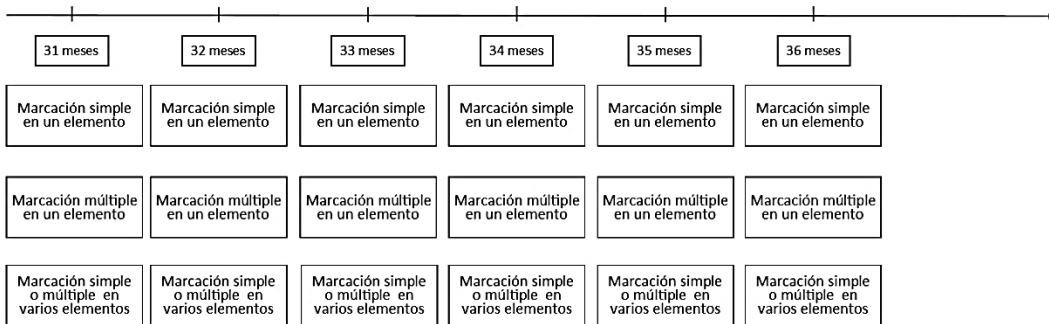 31 meses 32 meses 33 meses 34 meses 35 meses 36 meses
Marcación simple Marcación simple Marcación simple Marcación simple Marcación simple Marcación simple
en un elemento en un elemento en un elemento en un elemento en un elemento en un elemento
Marcación múltiple Marcación múltiple Marcación múltiple Marcación múltiple Marcación múltiple Marcación múltiple
en un elemento en un elemento en un elemento en un elemento en un elemento en un elemento
Marcación simple Marcación simple Marcación simple Marcación simple Marcación simple Marcación simple
o múltiple en o múltiple en o múltiple en o múltiple en o múltiple en o múltiple en
varios elementos varios elementos varios elementos varios elementos varios elementos varios elementos